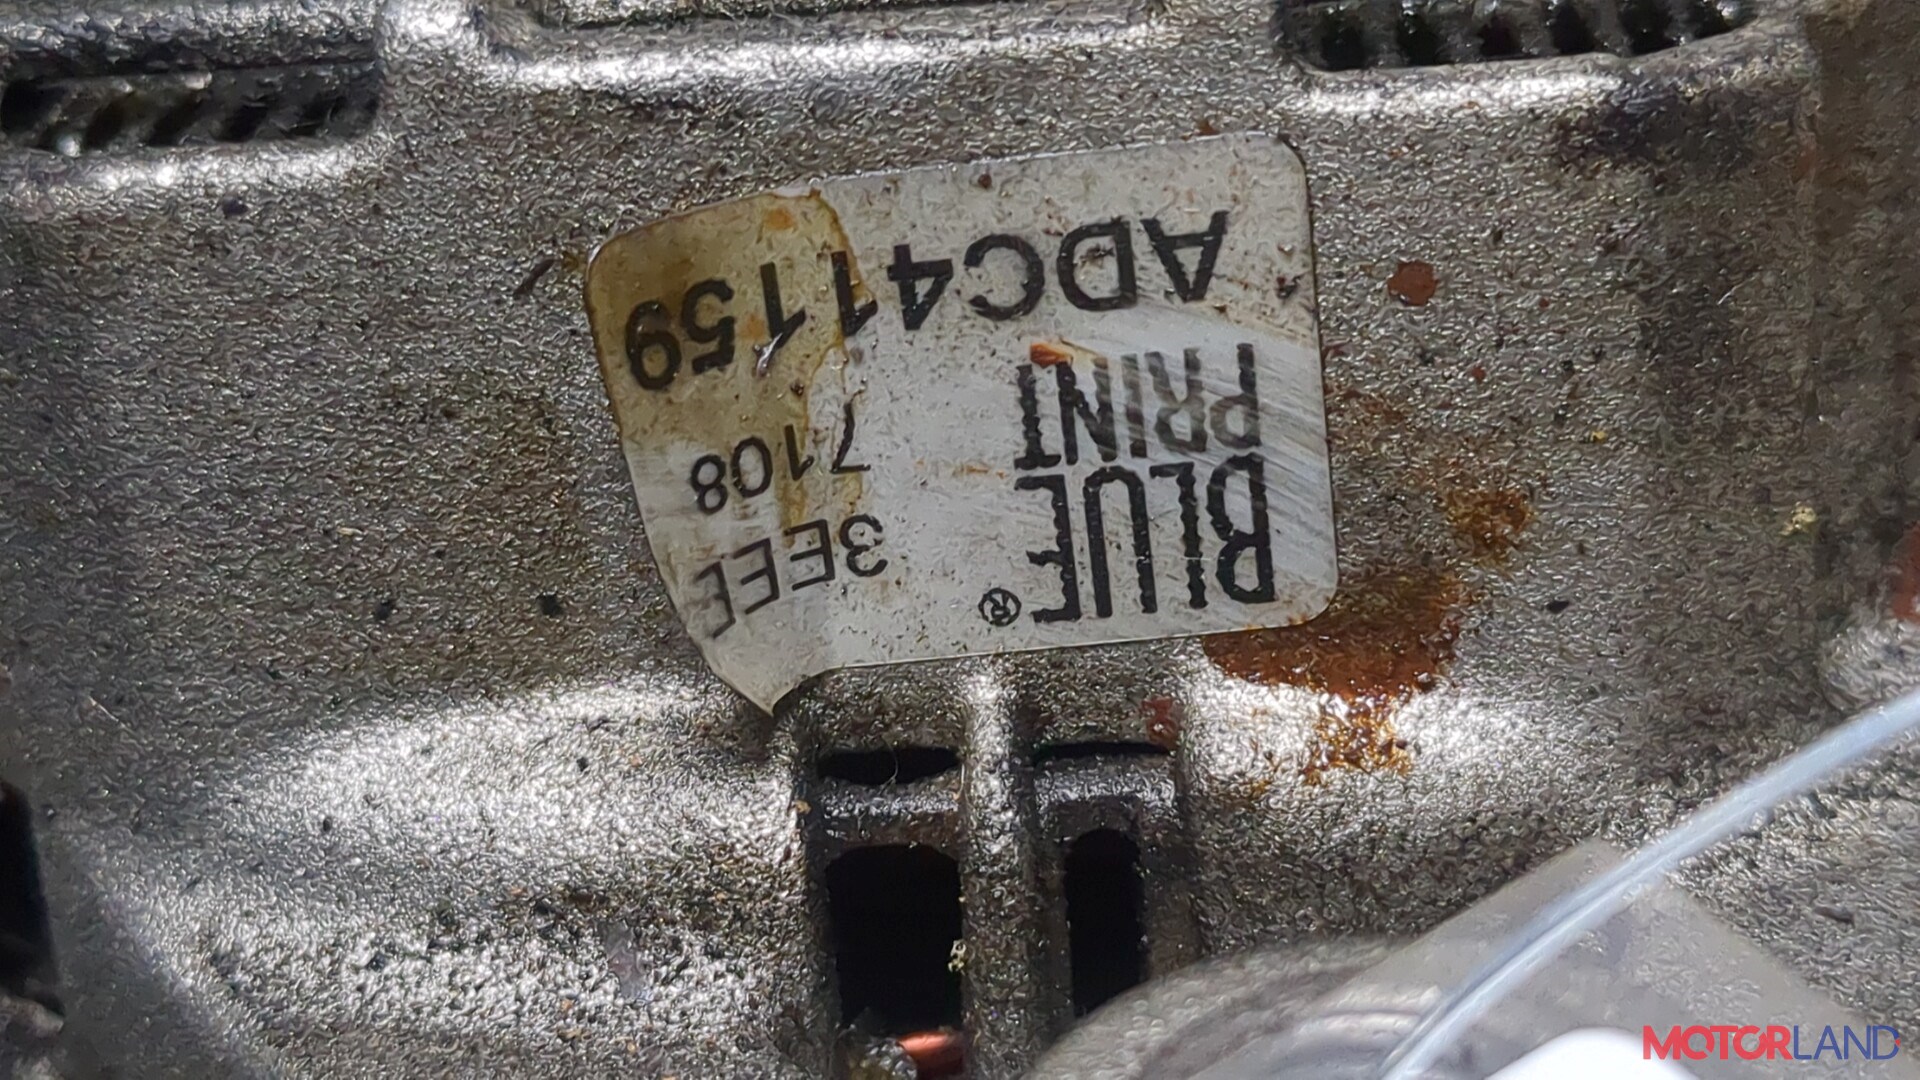 BLUE®
PRINT
3EEE
7108
ADC41159
MOTORLAND